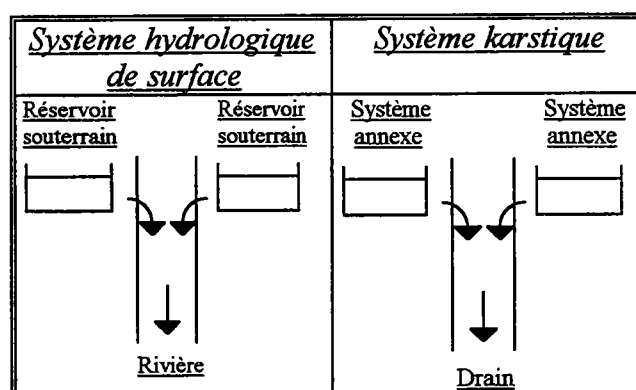 Système hydrologique
de surface
Réservoir
souterrain
Réservoir
souterrain
Rivière
Système karstique
Système
annexe
Système
annexe
Drain